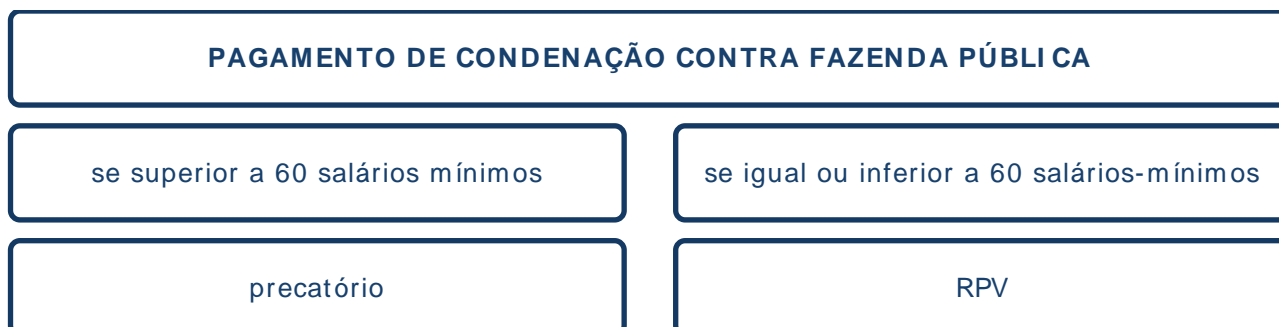 PAGAMENTO DE CONDENAÇÃO CONTRA FAZENDA PÚBLICA
se superior a 60 salários mínimos
se igual ou inferior a 60 salários-mínimos
precatório
RPV